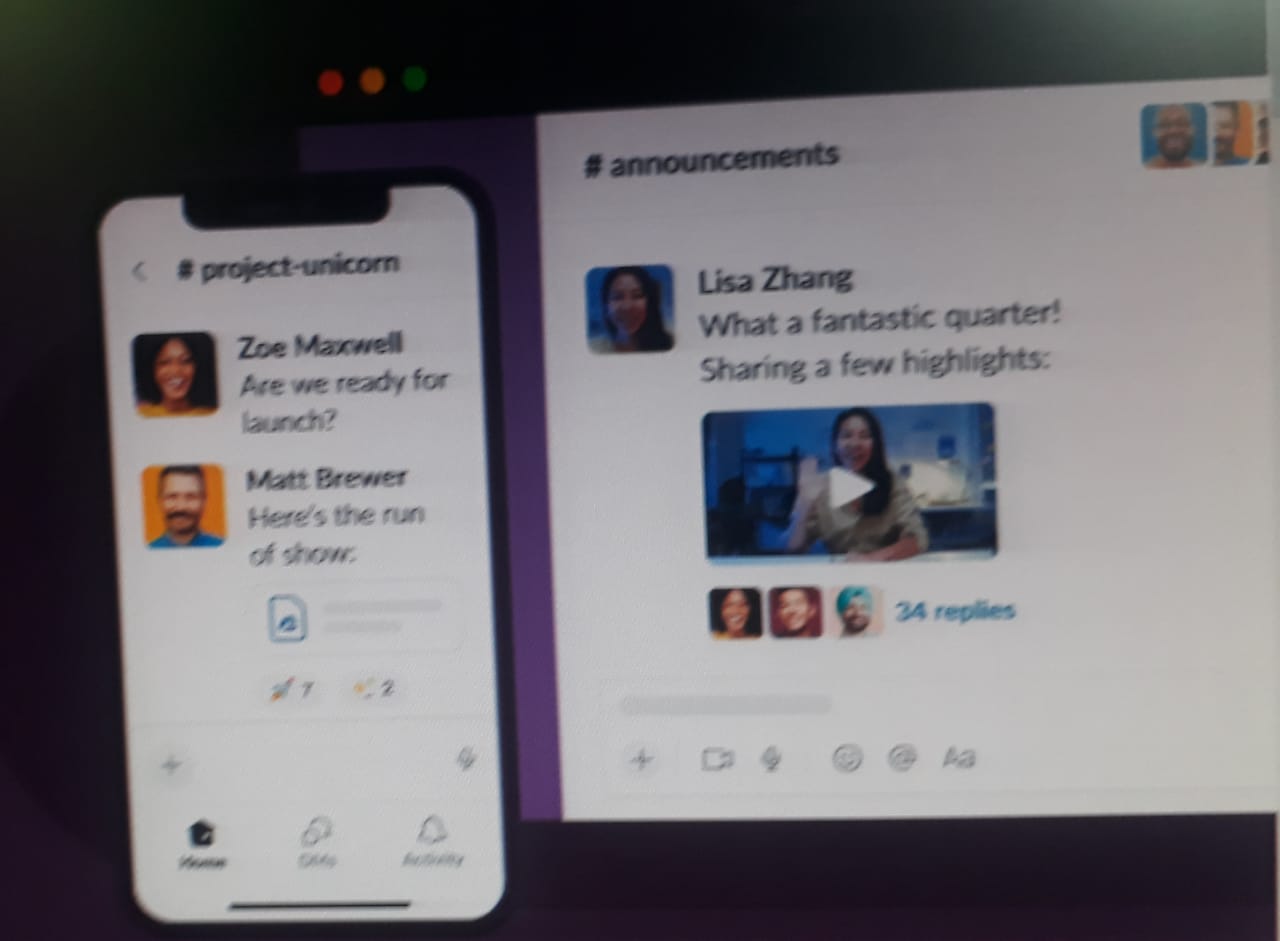 # project-unicorn
Zoe Maxwell
Are we ready for
launch?
Matt Brewer
Here's the run
of show:
7 2
Home DMs Activity
# announcements
Lisa Zhang
What a fantastic quarter!
Sharing a few highlights:
34 replies
Aa